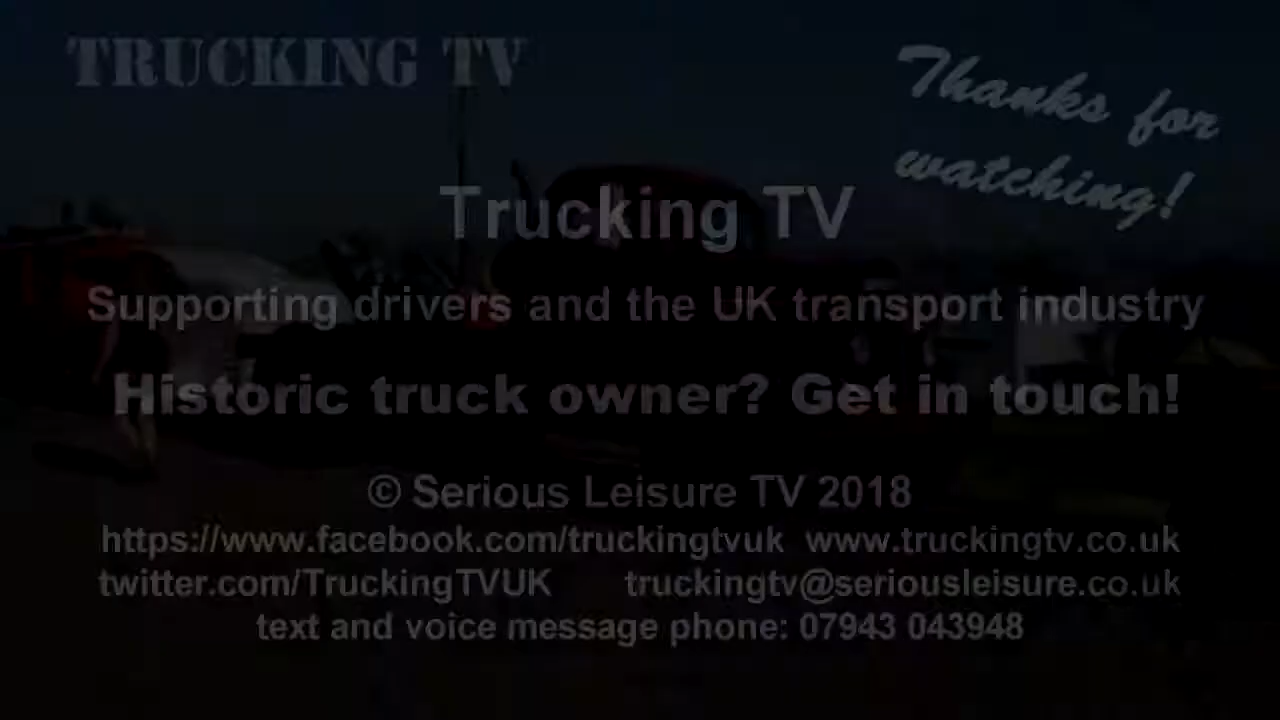 TRUCKING TV
Thanks for
watching!
Trucking TV
Supporting drivers and the UK transport industry
Historic truck owner? Get in touch!
© Serious Leisure TV 2018
https://www.facebook.com/truckingtvuk www.truckingtv.co.uk
twitter.com/TruckingTVUK truckingtv@seriousleisure.co.uk
text and voice message phone: 07943 043948